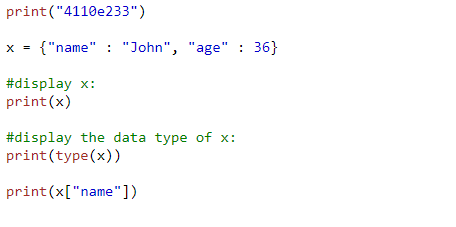 print("4110e233")
x = {"name" : "John", "age" : 36}
#display x:
print(x)
#display the data type of x:
print(type(x))
print(x["name"])